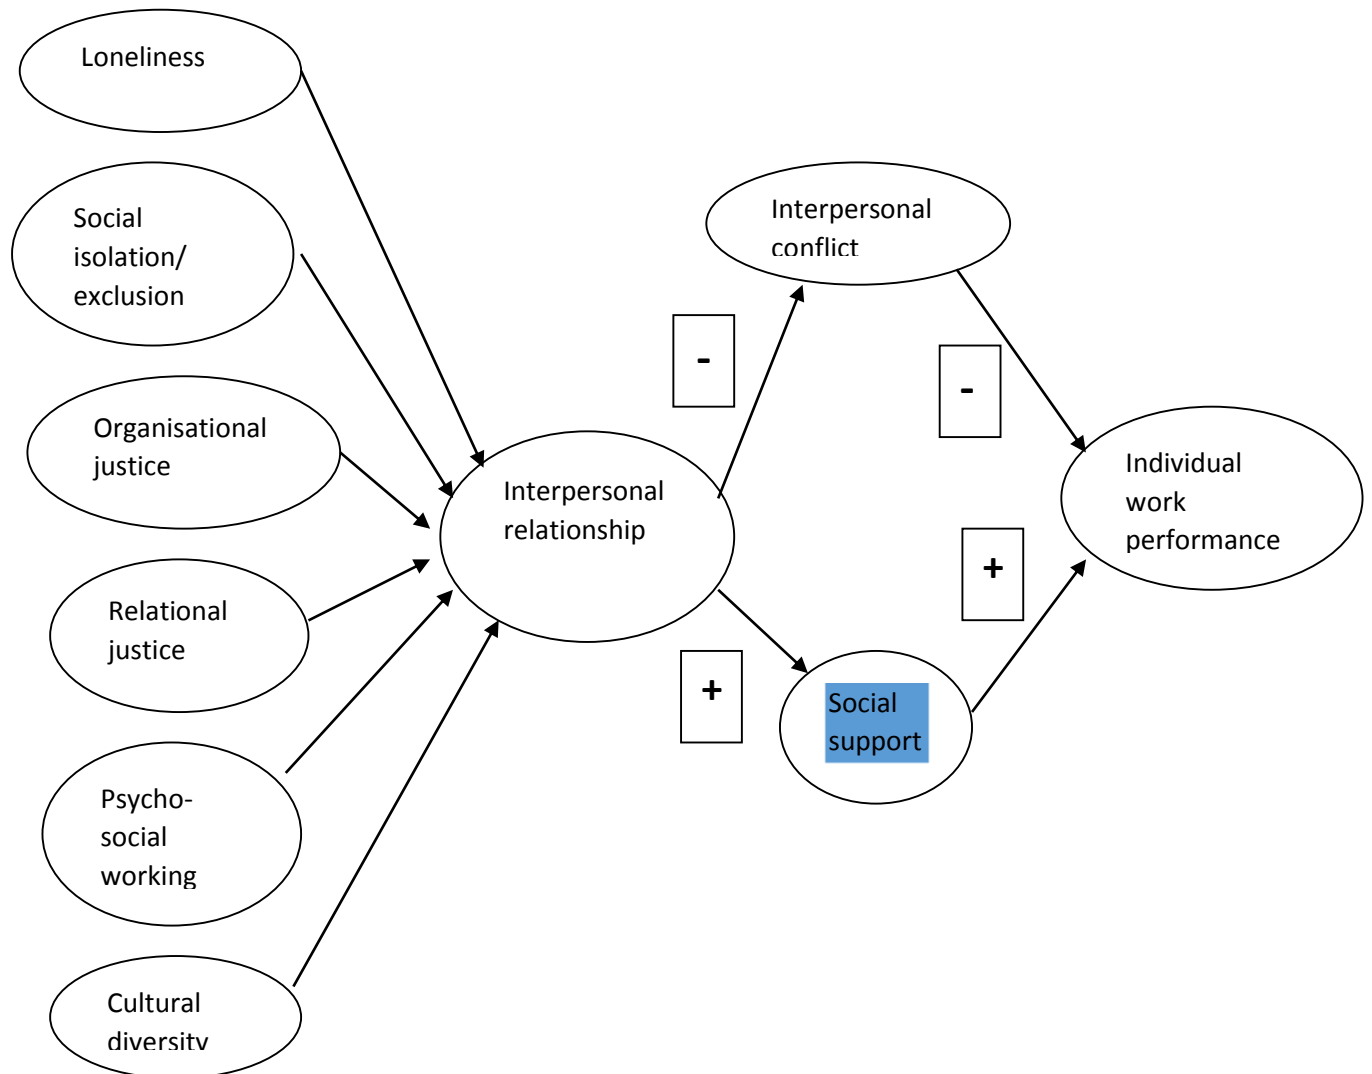 Loneliness
Social
isolation/
exclusion
Organisational
justice
Relational
justice
Psycho-
social
working
Cultural
diversity
Interpersonal
relationship
Interpersonal
conflict
-
-
+
+
Social
support
Individual
work
performance